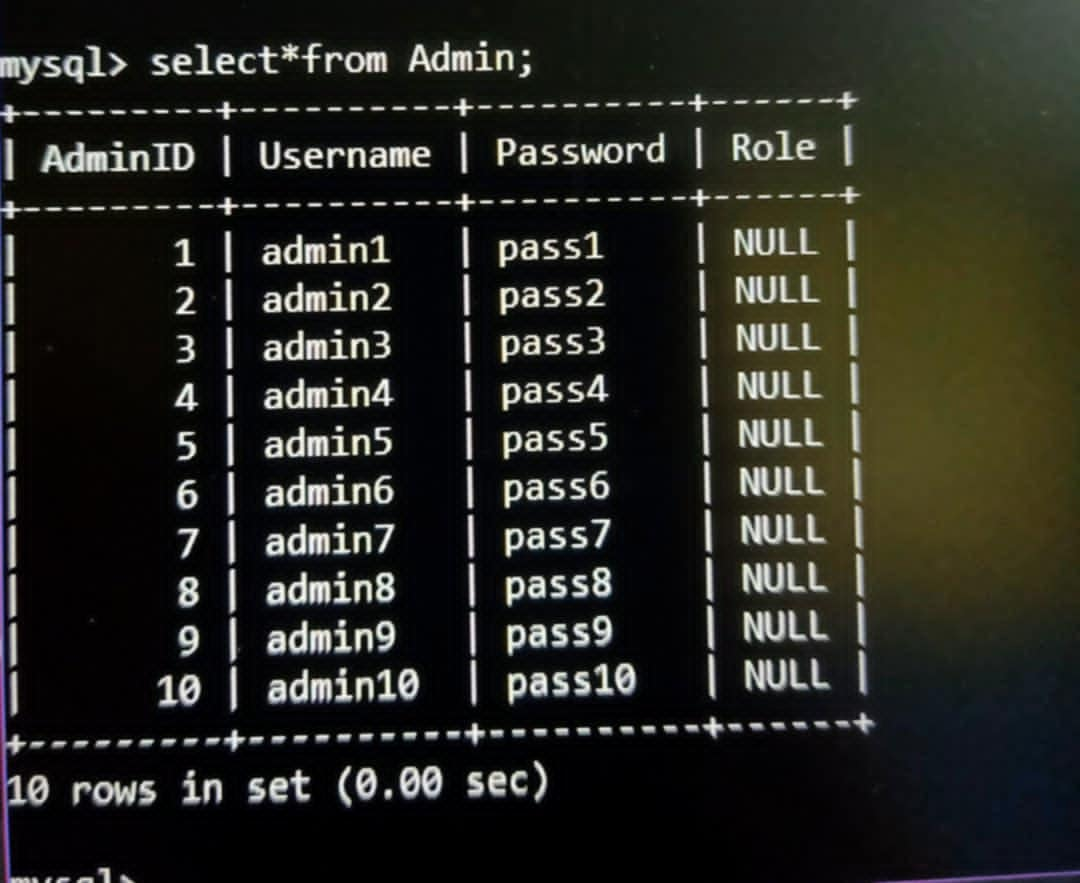 mysql> select*from Admin;
+---------+----------+----------+------+
| AdminID | Username | Password | Role |
+---------+----------+----------+------+
| 1 | admin1 | pass1 | NULL |
| 2 | admin2 | pass2 | NULL |
| 3 | admin3 | pass3 | NULL |
| 4 | admin4 | pass4 | NULL |
| 5 | admin5 | pass5 | NULL |
| 6 | admin6 | pass6 | NULL |
| 7 | admin7 | pass7 | NULL |
| 8 | admin8 | pass8 | NULL |
| 9 | admin9 | pass9 | NULL |
| 10 | admin10 | pass10 | NULL |
+---------+----------+----------+------+
10 rows in set (0.00 sec)
mysql>